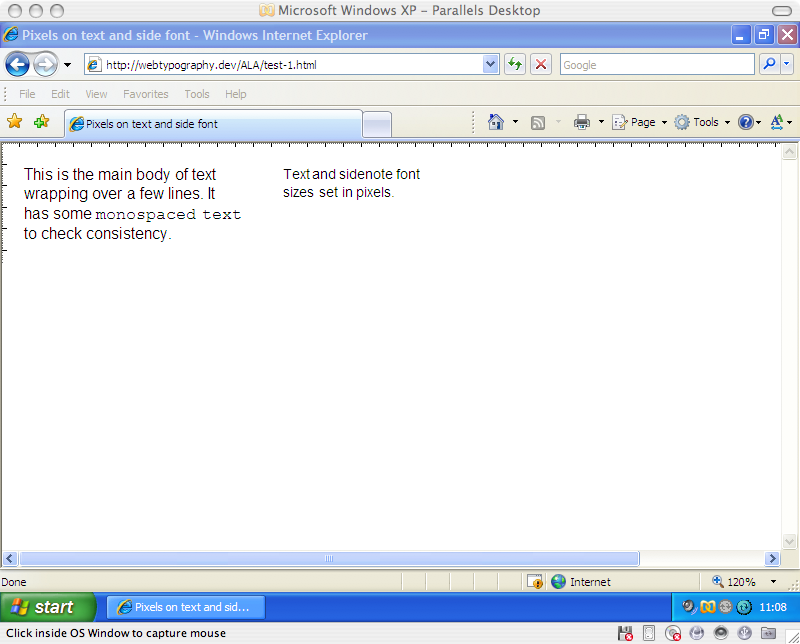 Microsoft Windows XP – Parallels Desktop
Pixels on text and side font - Windows Internet Explorer
http://webtypography.dev/ALA/test-1.html
Google
File Edit View Favorites Tools Help
Pixels on text and side font
Page Tools
This is the main body of text
wrapping over a few lines. It
has some monospaced text
to check consistency.
Text and sidenote font
sizes set in pixels.
Done
Internet
120%
start
Pixels on text and sid...
11:08
Click inside OS Window to capture mouse